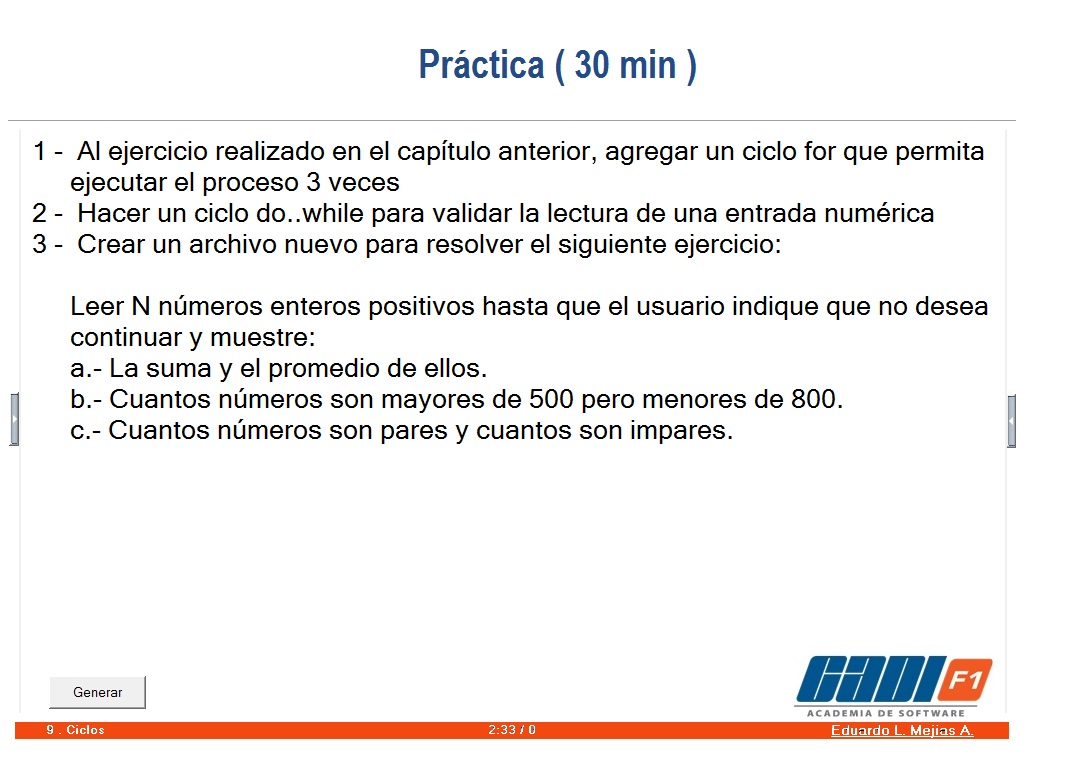 Práctica ( 30 min )
1 - Al ejercicio realizado en el capítulo anterior, agregar un ciclo for que permita
ejecutar el proceso 3 veces
2 - Hacer un ciclo do..while para validar la lectura de una entrada numérica
3 - Crear un archivo nuevo para resolver el siguiente ejercicio:
Leer N números enteros positivos hasta que el usuario indique que no desea
continuar y muestre:
a.- La suma y el promedio de ellos.
b.- Cuantos números son mayores de 500 pero menores de 800.
c.- Cuantos números son pares y cuantos son impares.
Generar
CADI F1
ACADEMIA DE SOFTWARE
9 . Ciclos 2:33 / 0 Eduardo L. Mejías A.